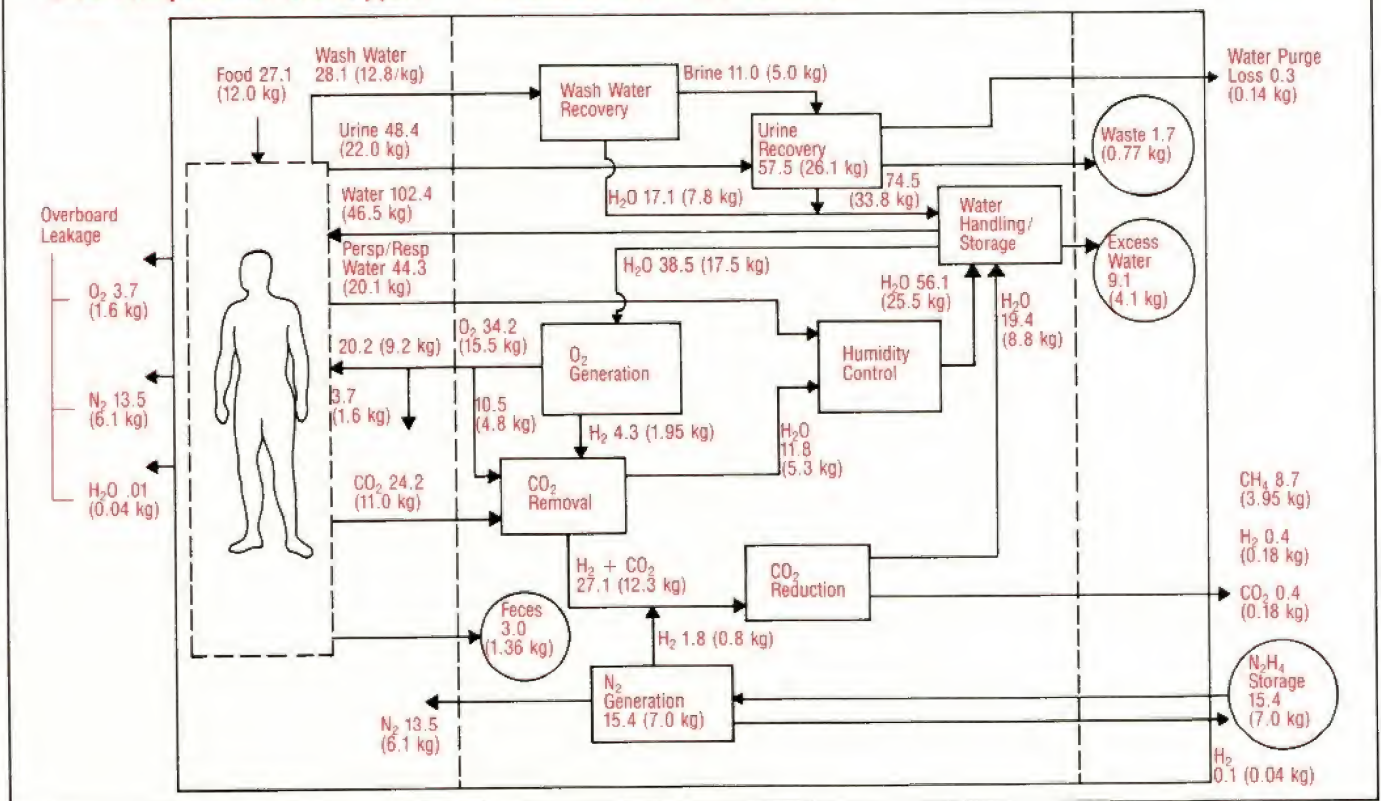 Wash Water
28.1 (12.8/kg)
Food 27.1
(12.0 kg)
Wash Water
Recovery
Brine 11.0 (5.0 kg)
Water Purge
Loss 0.3
(0.14 kg)
Urine 48.4
(22.0 kg)
Urine
Recovery
57.5 (26.1 kg)
Waste 1.7
(0.77 kg)
Water 102.4
(46.5 kg)
H₂O 17.1 (7.8 kg)
74.5
(33.8 kg)
Water
Handling/
Storage
Overboard
Leakage
Persp/Resp
Water 44.3
(20.1 kg)
H₂O 38.5 (17.5 kg)
H₂O 56.1
(25.5 kg)
H₂O
19.4
(8.8 kg)
Excess
Water
9.1
(4.1 kg)
O₂ 3.7
(1.6 kg)
20.2 (9.2 kg)
O₂ 34.2
(15.5 kg)
O₂
Generation
Humidity
Control
N₂ 13.5
(6.1 kg)
3.7
(1.6 kg)
10.5
(4.8 kg)
H₂ 4.3 (1.95 kg)
H₂O
11.8
(5.3 kg)
H₂O .01
(0.04 kg)
CO₂ 24.2
(11.0 kg)
CO₂
Removal
CH₄ 8.7
(3.95 kg)
H₂ 0.4
(0.18 kg)
CO₂ 0.4
(0.18 kg)
H₂ + CO₂
27.1 (12.3 kg)
CO₂
Reduction
Feces
3.0
(1.36 kg)
H₂ 1.8 (0.8 kg)
N₂
Generation
15.4 (7.0 kg)
N₂H₄
Storage
15.4
(7.0 kg)
N₂ 13.5
(6.1 kg)
H₂
0.1 (0.04 kg)